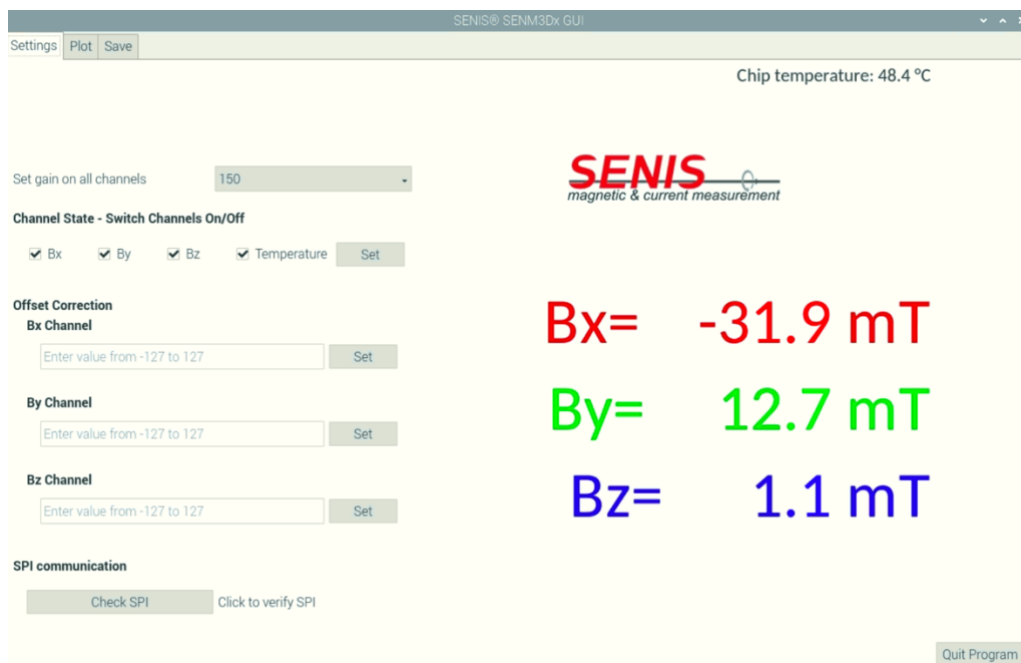 SENIS® SENM3Dx GUI
Settings Plot Save
Chip temperature: 48.4 °C
Set gain on all channels 150
SENIS
magnetic & current measurement
Channel State - Switch Channels On/Off
Bx By Bz Temperature Set
Offset Correction
Bx Channel
Enter value from -127 to 127 Set
By Channel
Enter value from -127 to 127 Set
Bz Channel
Enter value from -127 to 127 Set
Bx= -31.9 mT
By= 12.7 mT
Bz= 1.1 mT
SPI communication
Check SPI Click to verify SPI
Quit Program